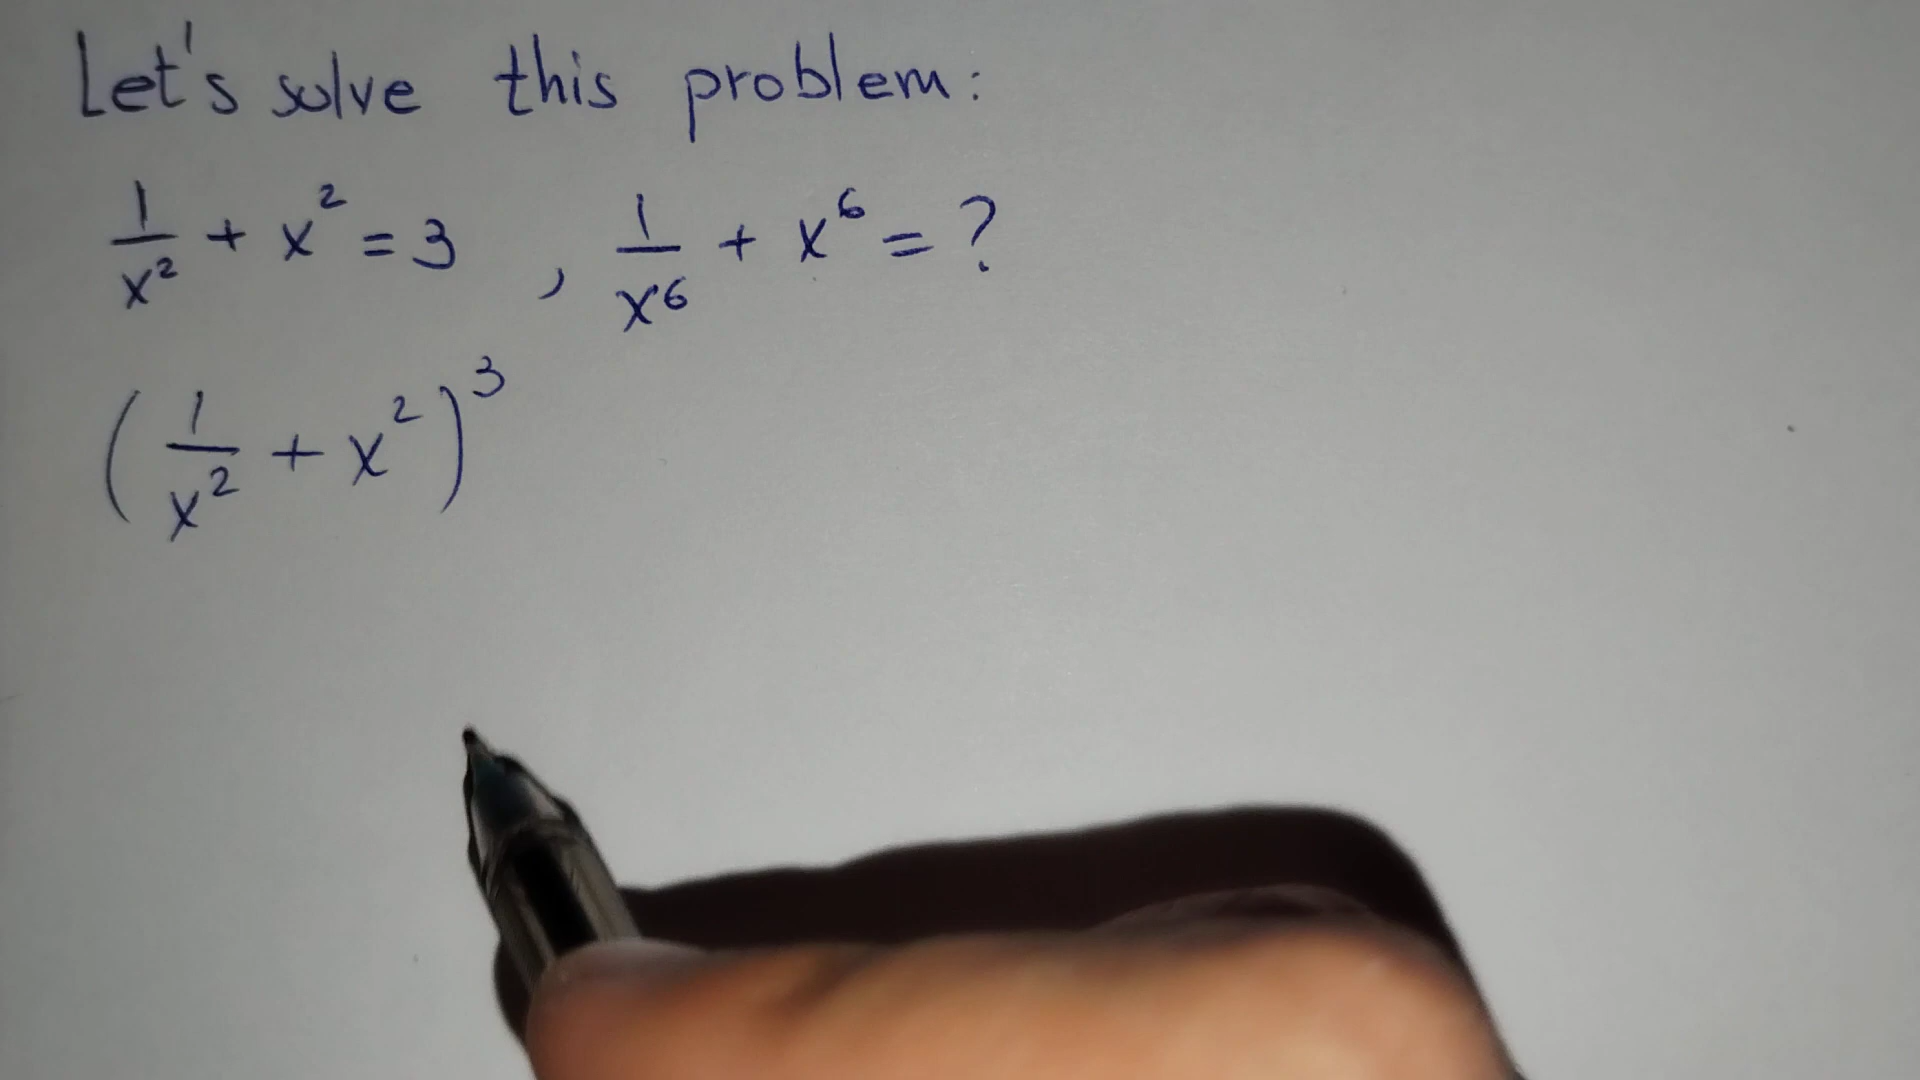 Let's solve this problem:
1/x² + x² = 3 , 1/x⁶ + x⁶ = ?
(1/x² + x²)³